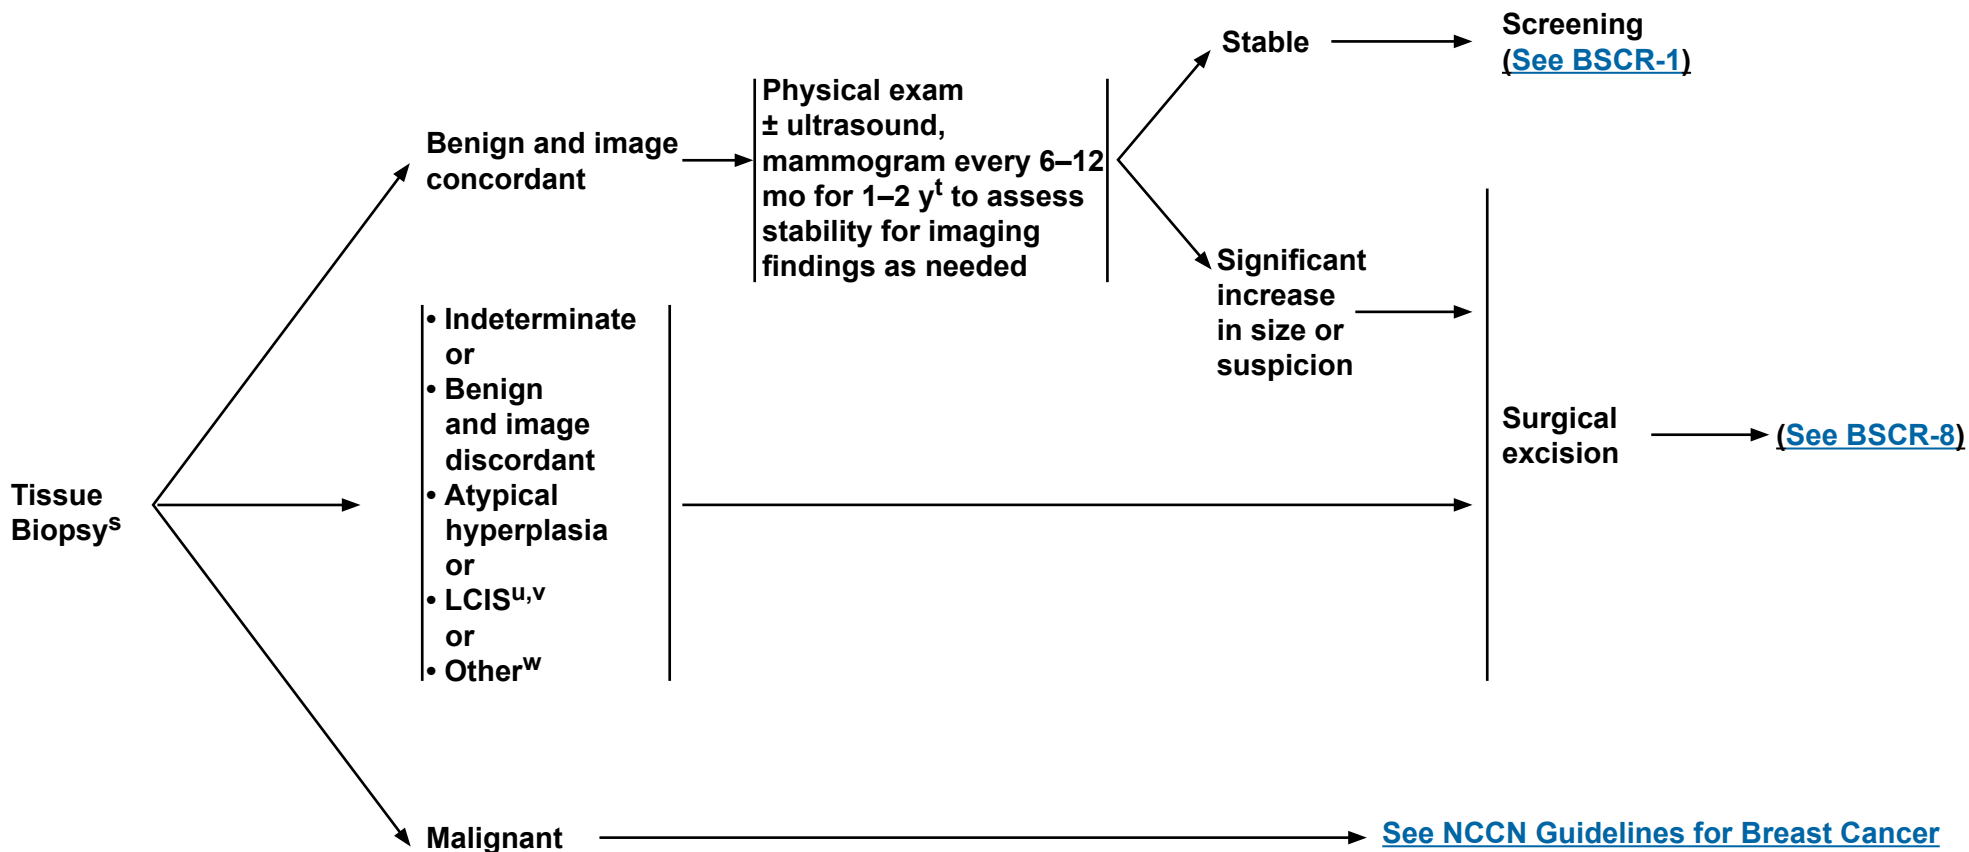 Tissue
Biopsys
Benign and image
concordant
Physical exam
± ultrasound,
mammogram every 6–12
mo for 1–2 yt to assess
stability for imaging
findings as needed
Stable
Screening
(See BSCR-1)
Significant
increase
in size or
suspicion
• Indeterminate
or
• Benign
and image
discordant
• Atypical
hyperplasia
or
• LCISu,v
or
• Otherw
Surgical
excision
(See BSCR-8)
Malignant
See NCCN Guidelines for Breast Cancer